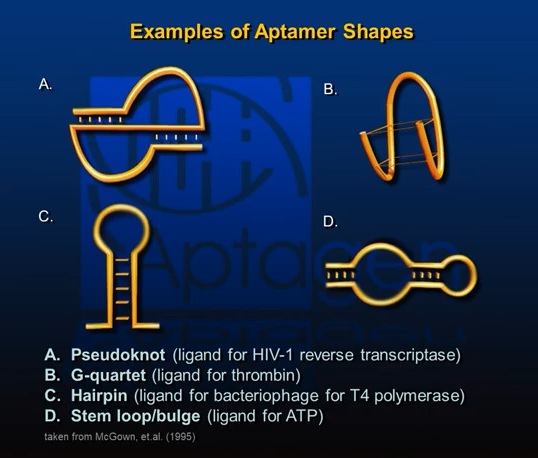 Examples of Aptamer Shapes
A.
B.
C.
D.
Aptagen
A. Pseudoknot (ligand for HIV-1 reverse transcriptase)
B. G-quartet (ligand for thrombin)
C. Hairpin (ligand for bacteriophage for T4 polymerase)
D. Stem loop/bulge (ligand for ATP)
taken from McGown, et.al. (1995)